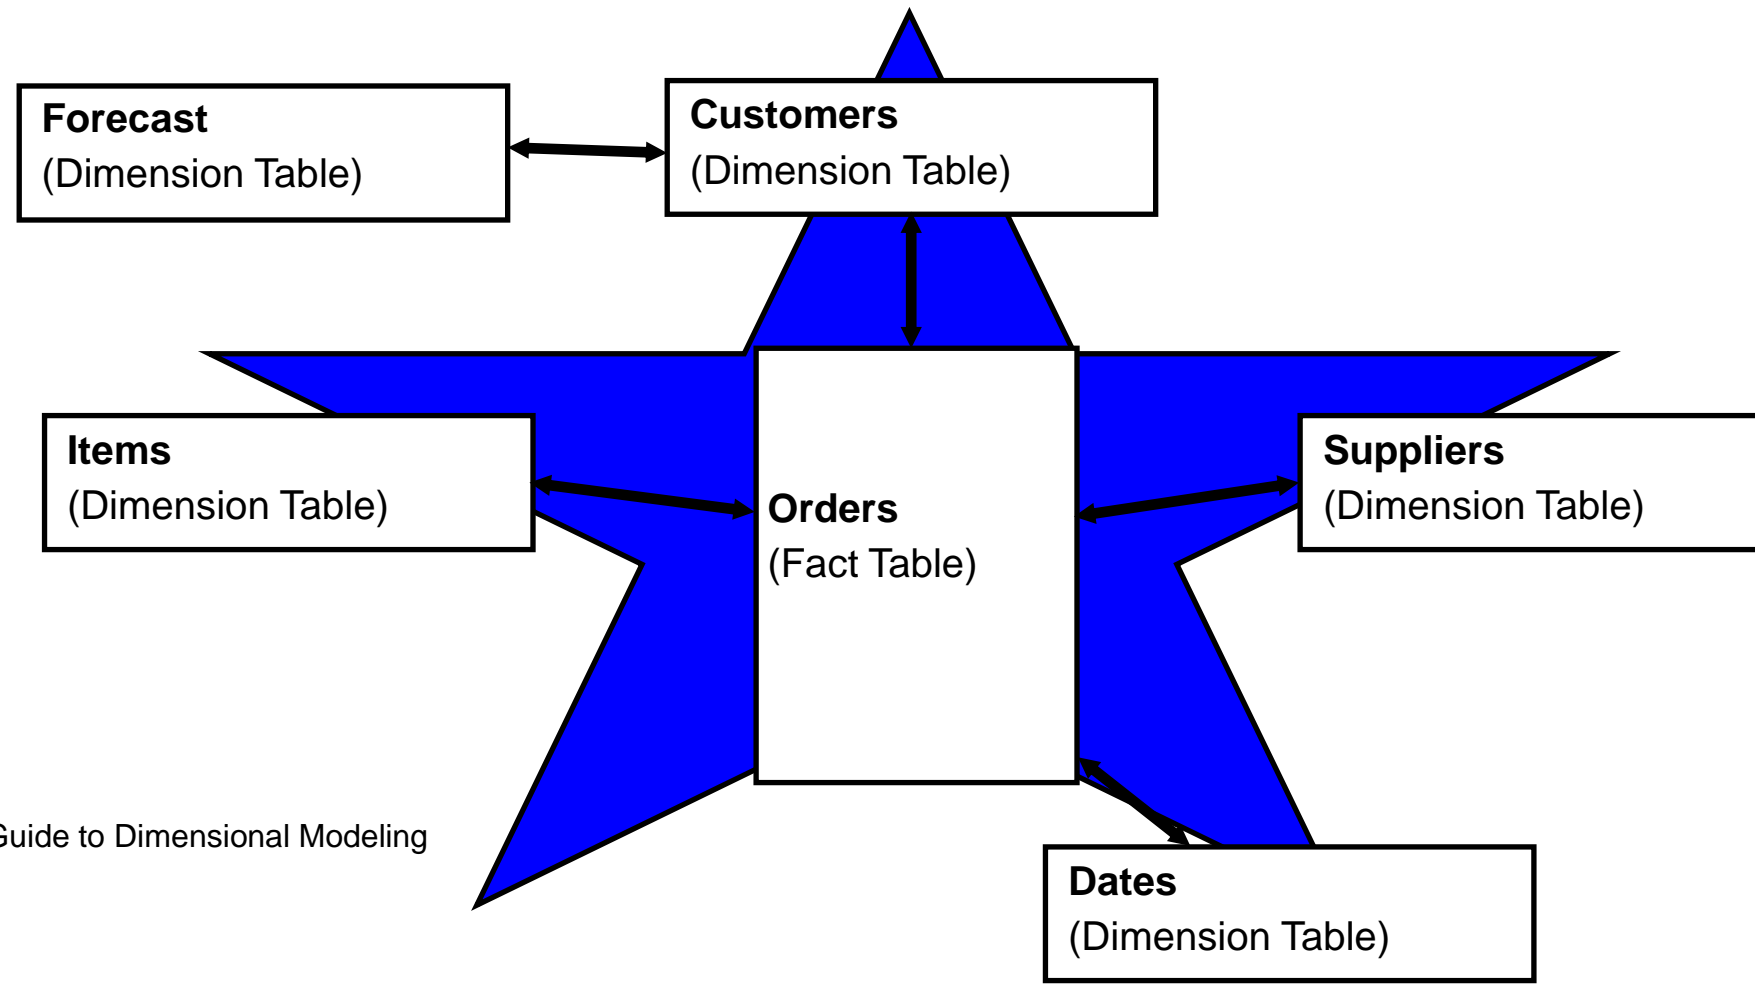 Forecast
(Dimension Table)
Customers
(Dimension Table)
Items
(Dimension Table)
Orders
(Fact Table)
Suppliers
(Dimension Table)
Guide to Dimensional Modeling
Dates
(Dimension Table)